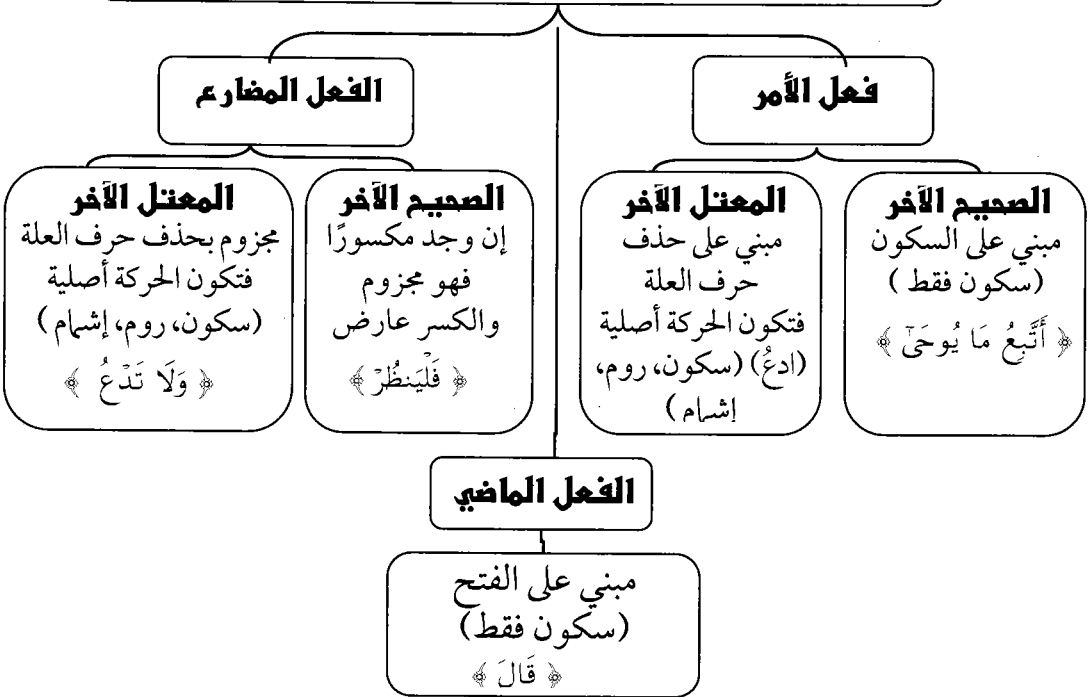 فعل الأمر
الفعل المضارع
الصحيح الآخر
مبني على السكون
(سكون فقط )
﴿ أَتَّبِعُ مَا يُوحَىٰٓ ﴾
المعتل الآخر
مبني على حذف
حرف العلة
فتكون الحركة أصلية
(ادعُ) (سكون، روم،
إشمام )
الصحيح الآخر
إن وجد مكسورًا
فهو مجزوم
والكسر عارض
﴿ فَلْيَنظُرْ ﴾
المعتل الآخر
مجزوم بحذف حرف العلة
فتكون الحركة أصلية
(سكون، روم، إشمام )
﴿ وَلَا تَدْعُ ﴾
الفعل الماضي
مبني على الفتح
(سكون فقط)
﴿ قَالَ ﴾